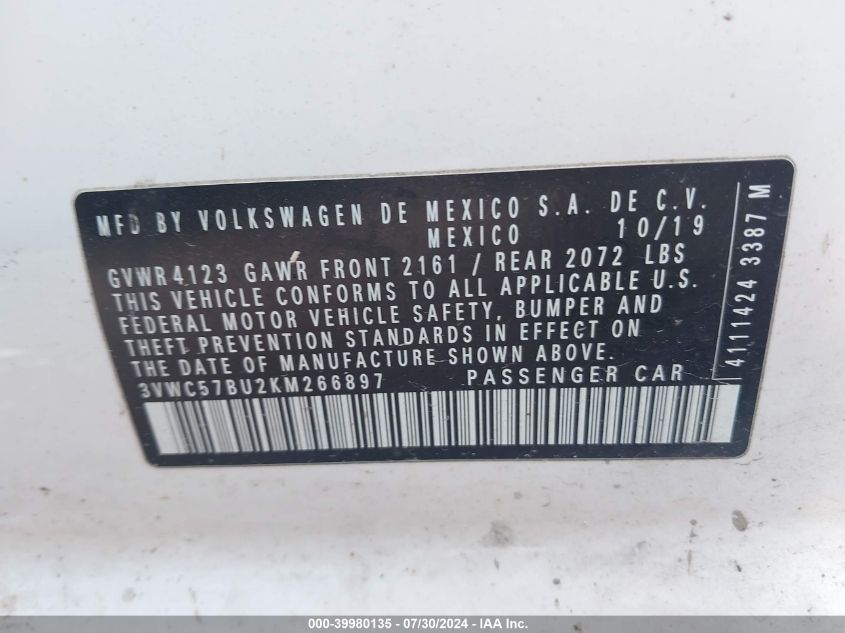 MFD BY VOLKSWAGEN DE MEXICO S.A. DE C.V.
MEXICO 10/19
GVWR 4123 GAWR FRONT 2161 / REAR 2072 LBS
THIS VEHICLE CONFORMS TO ALL APPLICABLE U.S.
FEDERAL MOTOR VEHICLE SAFETY, BUMPER AND
THEFT PREVENTION STANDARDS IN EFFECT ON
THE DATE OF MANUFACTURE SHOWN ABOVE.
3VWC57BU2KM266897 PASSENGER CAR
4111424 3387 M
000-39980135 - 07/30/2024 - IAA, Inc.